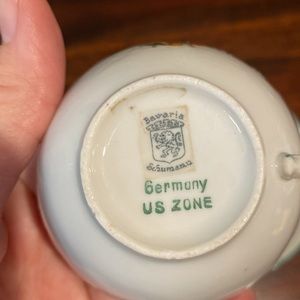 Bavaria
Schumann
Germany
US ZONE